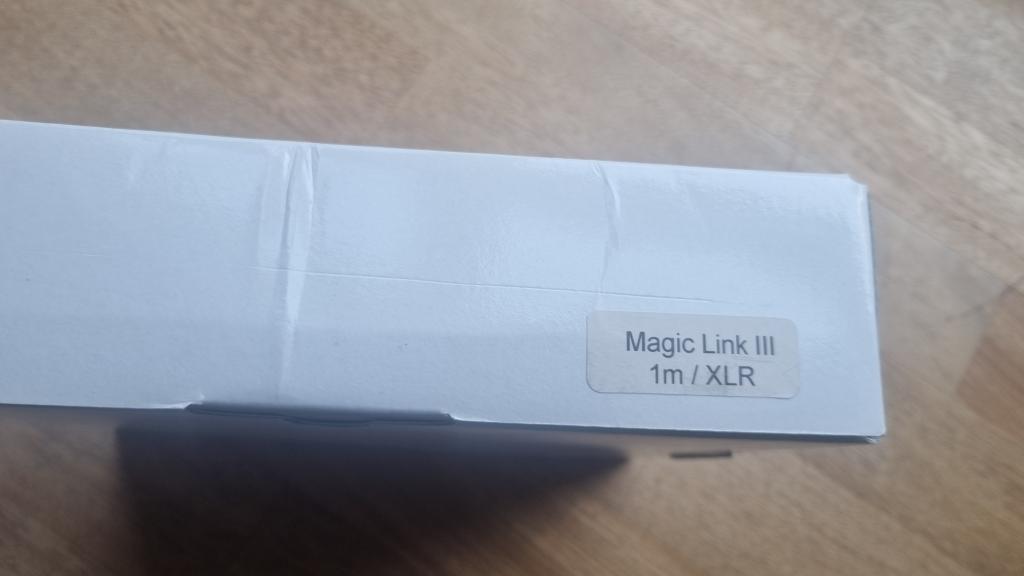 Magic Link III
1m / XLR